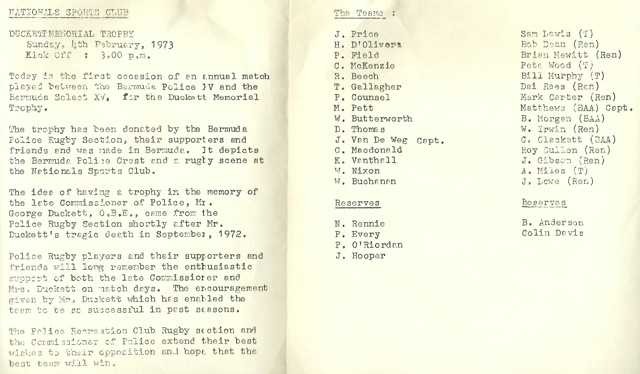 NATIONALS SPORTS CLUB
DUCKETT MEMORIAL TROPHY
Sunday, 4th February, 1973
Kick Off : 3.00 p.m.
Today is the first occasion of an annual match
played between the Bermuda Police XV and the
Bermuda Select XV, for the Duckett Memorial
Trophy.
The trophy has been donated by the Bermuda
Police Rugby Section, their supporters and
friends and was made in Bermuda. It depicts
the Bermuda Police Crest and a rugby scene at
the Nationals Sports Club.
The idea of having a trophy in the memory of
the late Commissioner of Police, Mr.
George Duckett, O.B.E., came from the
Police Rugby Section shortly after Mr.
Duckett's tragic death in September, 1972.
Police Rugby players and their supporters and
friends will long remember the enthusiastic
support of both the late Commissioner and
Mrs. Duckett on match days. The encouragement
given by Mr. Duckett which has enabled the
team to be so successful in past seasons.
The Police Recreation Club Rugby section and
the Commissioner of Police extend their best
wishes to their opposition and hope that the
best team will win.
The Teams :
J. Price
H. D'Olivera
P. Field
C. McKenzie
R. Beech
T. Gallagher
P. Counsel
M. Pett
W. Butterworth
D. Thomas
J. Van De Weg Capt.
C. Macdonald
K. Vanthall
W. Nixon
W. Buchanan
Reserves
N. Rennie
P. Every
P. O'Riordan
J. Hooper
Sam Lewis (T)
Bob Dean (Ren)
Brian Hewitt (Ren)
Pete Wood (T)
Bill Murphy (T)
Dai Rees (Ren)
Mark Carter (Ren)
Matthews (BAA) Capt.
B. Morgen (BAA)
W. Irwin (Ren)
C. Clackett (BAA)
Roy Cullon (Ren)
J. Gibson (Ren)
A. Miles (T)
J. Lowe (Ren)
Reserves
B. Anderson
Colin Davis